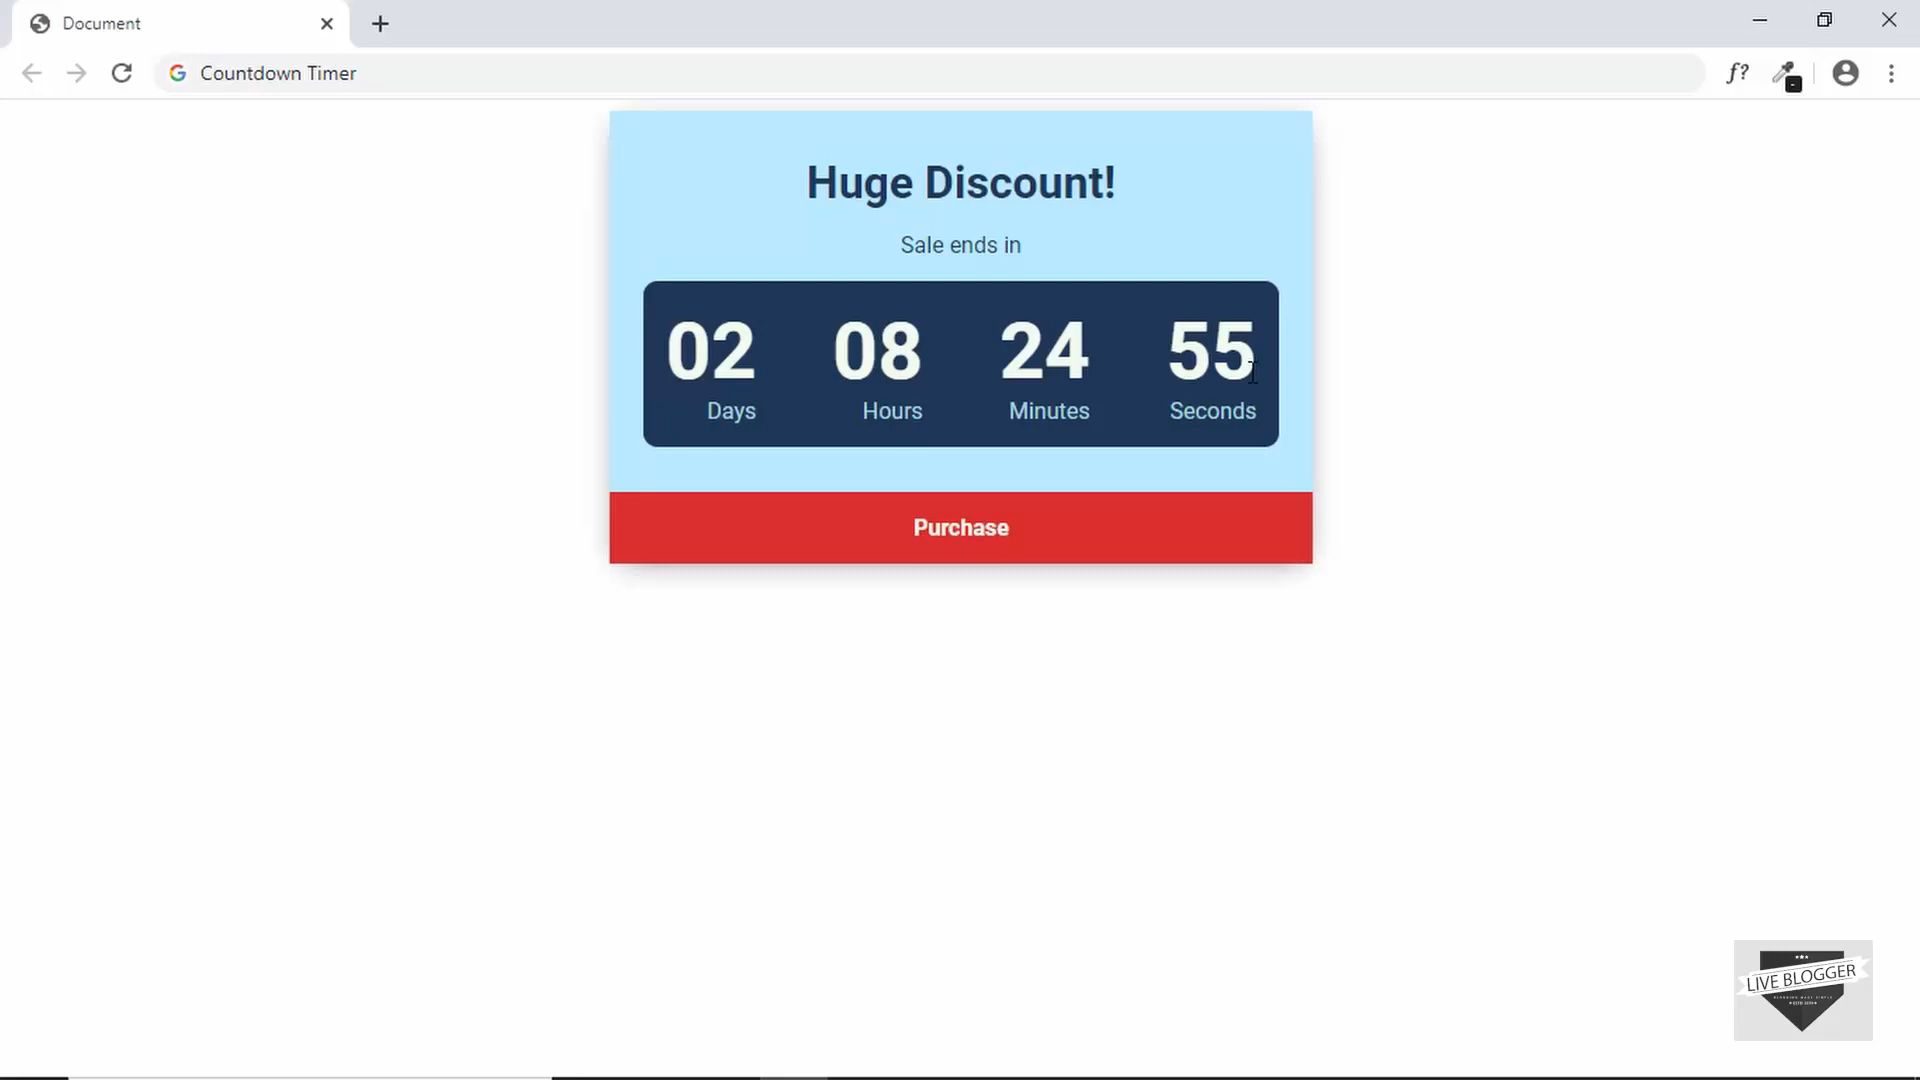 Document
Countdown Timer
f?
Huge Discount!
Sale ends in
02 08 24 55
Days Hours Minutes Seconds
Purchase
LIVE BLOGGER